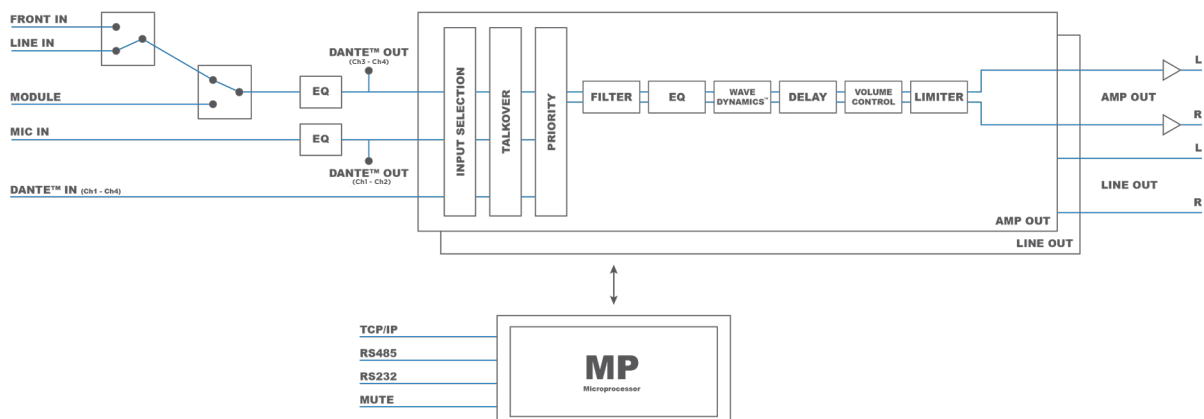 FRONT IN
LINE IN
MODULE
MIC IN
DANTE™ IN (Ch1 - Ch4)
EQ
EQ
DANTE™ OUT
(Ch3 - Ch4)
DANTE™ OUT
(Ch1 - Ch2)
INPUT SELECTION
TALKOVER
PRIORITY
FILTER
EQ
WAVE
DYNAMICS™
DELAY
VOLUME
CONTROL
LIMITER
AMP OUT
LINE OUT
L
AMP OUT
R
L
LINE OUT
R
TCP/IP
RS485
RS232
MUTE
MP
Microprocessor